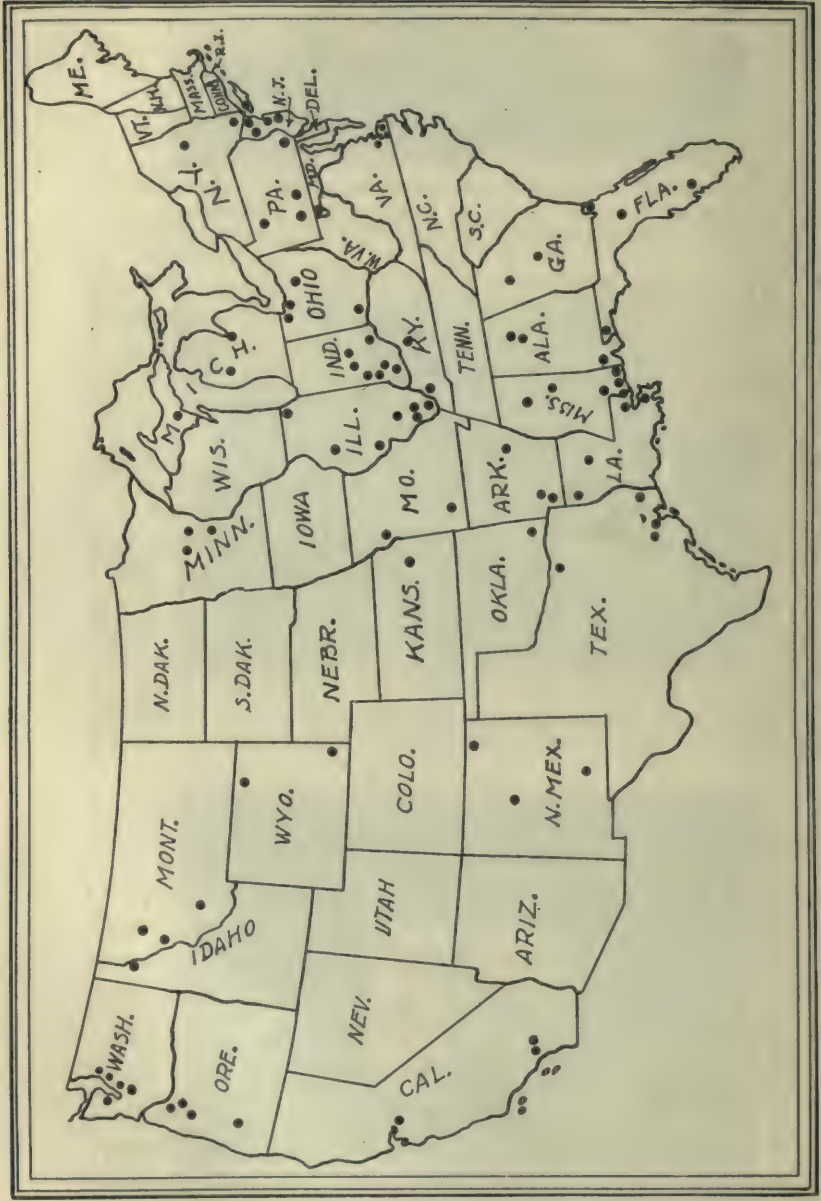 WASH.
ORE.
CAL.
NEV.
IDAHO
MONT.
WYO.
UTAH
ARIZ.
COLO.
N. MEX.
N. DAK.
S. DAK.
NEBR.
KANS.
OKLA.
TEX.
MINN.
IOWA
MO.
ARK.
LA.
WIS.
ILL.
MICH.
IND.
OHIO
KY.
TENN.
MISS.
ALA.
GA.
FLA.
S.C.
N.C.
VA.
W.VA.
MD.
DEL.
PA.
N.J.
N.Y.
CONN.
R.I.
MASS.
VT.
N.H.
ME.